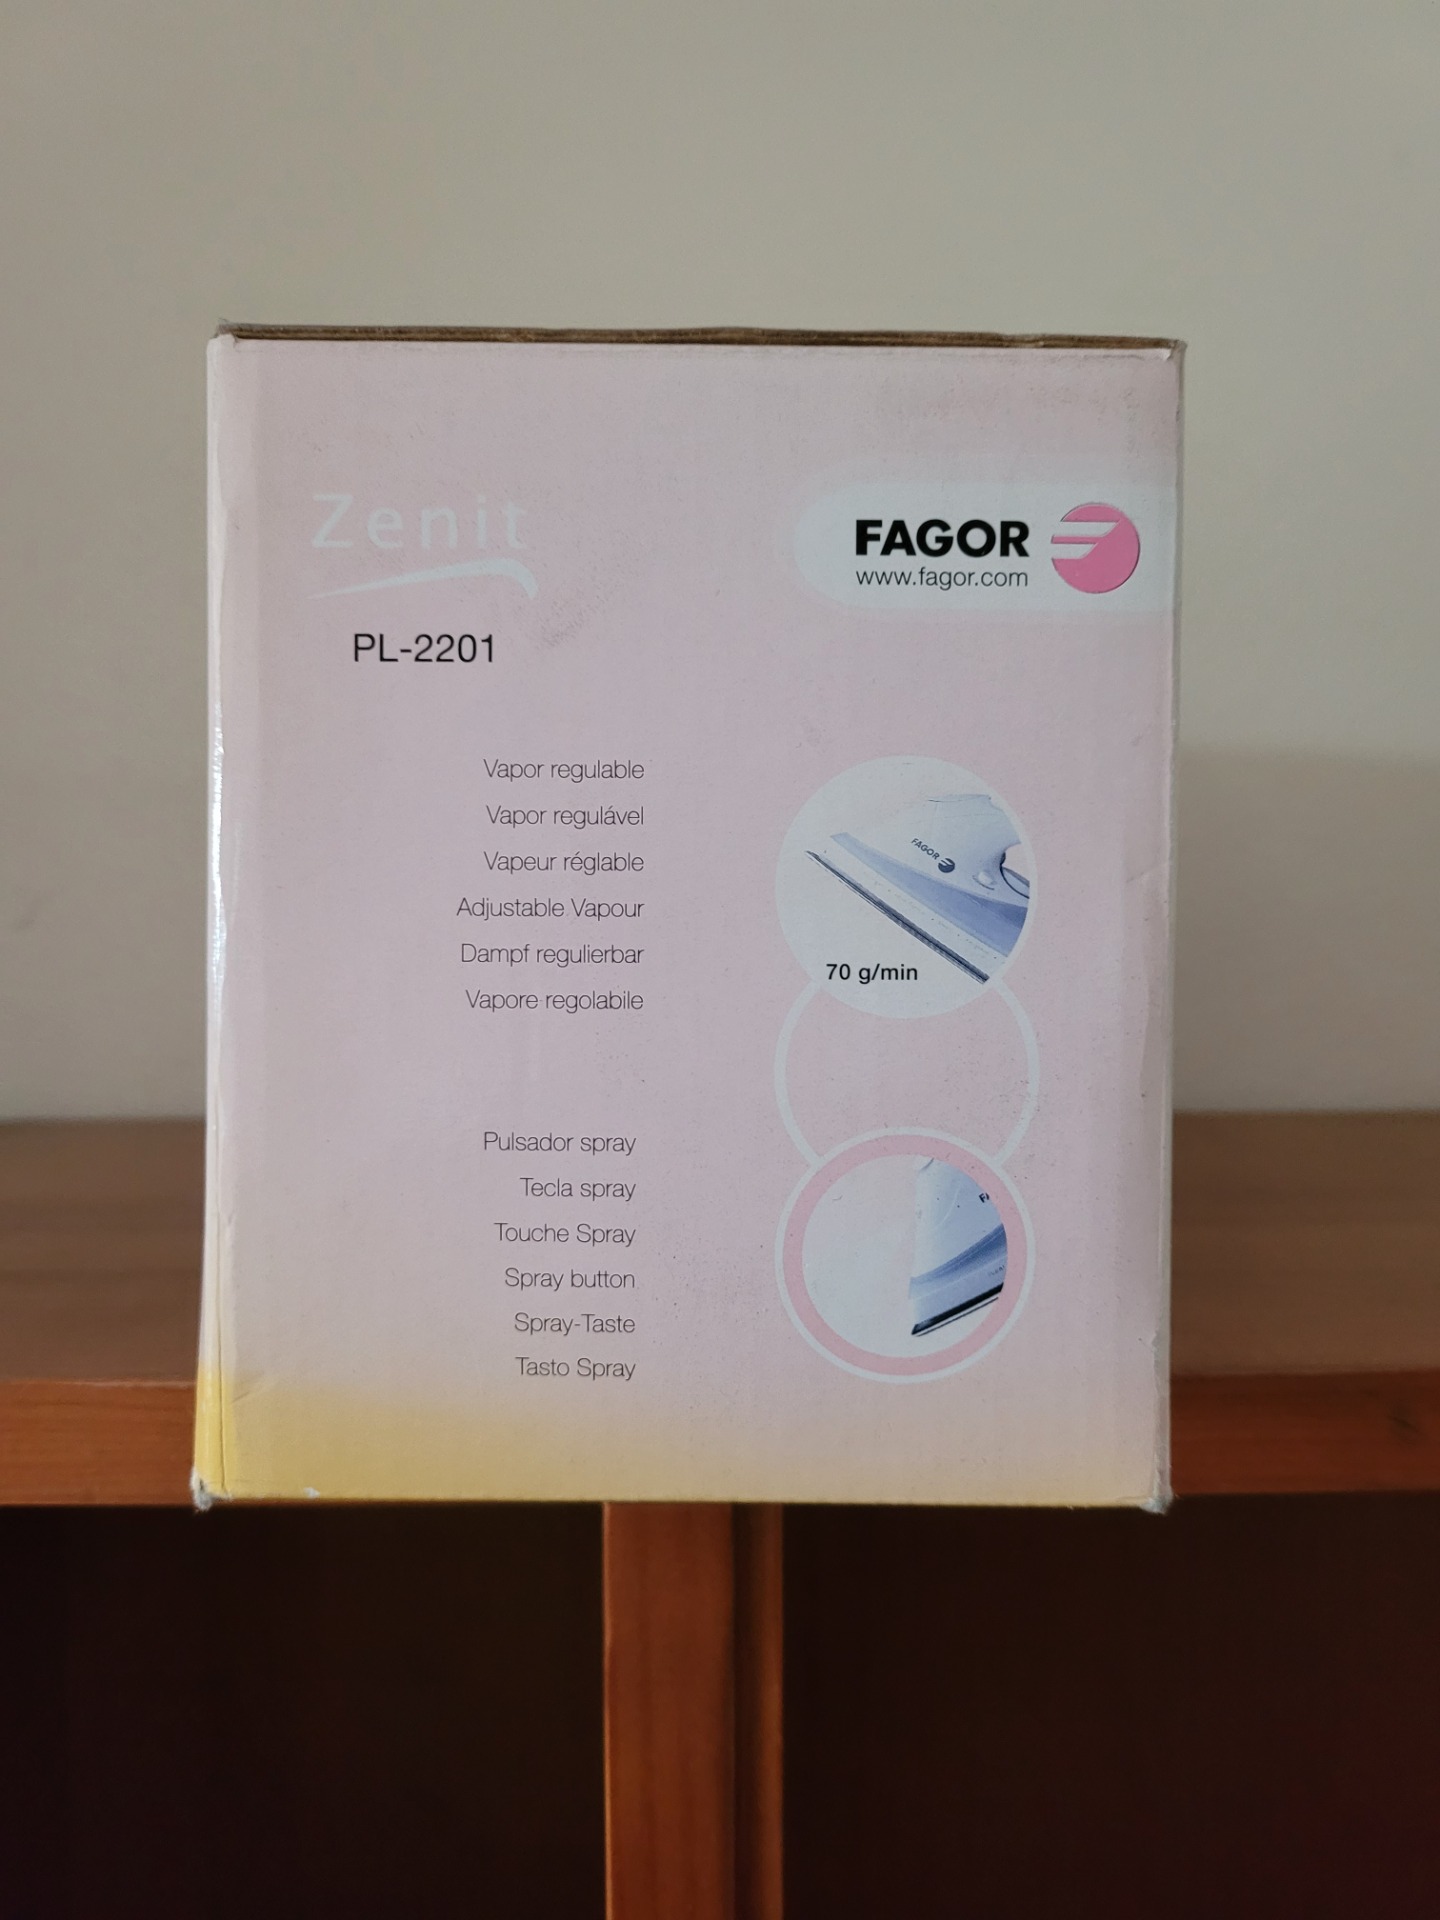 Zenit
FAGOR
www.fagor.com
PL-2201
Vapor regulable
Vapor regulável
Vapeur réglable
Adjustable Vapour
Dampf regulierbar
Vapore regolabile
FAGOR
70 g/min
Pulsador spray
Tecla spray
Touche Spray
Spray button
Spray-Taste
Tasto Spray